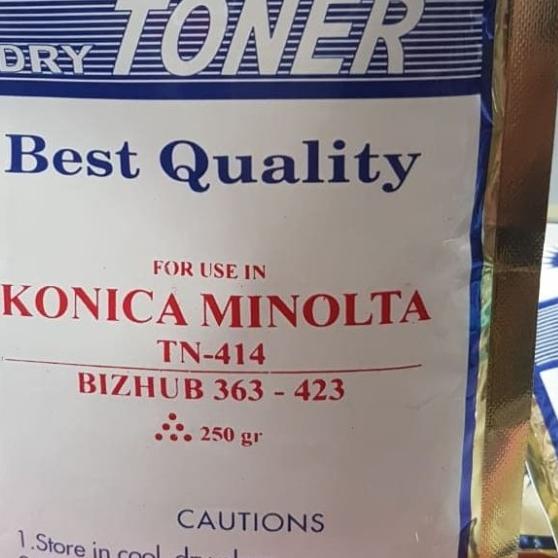 DRY TONER
Best Quality
FOR USE IN
KONICA MINOLTA
TN-414
BIZHUB 363 - 423
250 gr
CAUTIONS
1.Store in cool